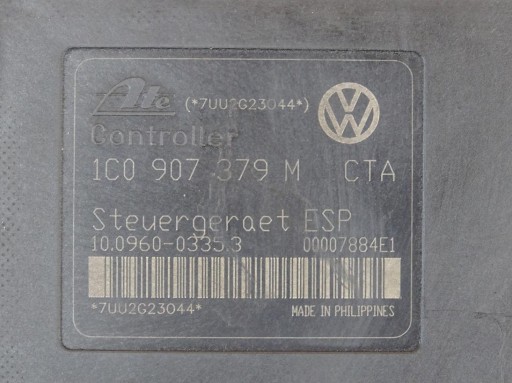 Ate (*7UU2G23044*)
Controller
1C0 907 379 M CTA
Steuergeraet ESP
10.0960-0335.3 00007884E1
*7UU2G23044* MADE IN PHILIPPINES